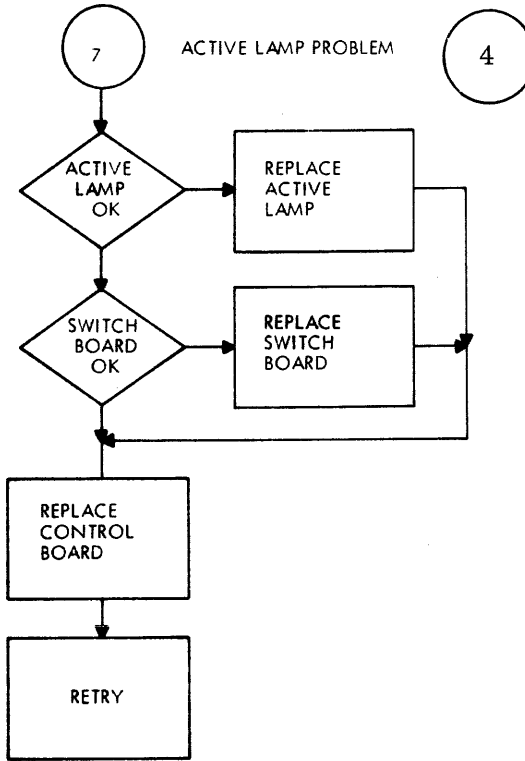 7
ACTIVE LAMP PROBLEM
4
ACTIVE
LAMP
OK
REPLACE
ACTIVE
LAMP
SWITCH
BOARD
OK
REPLACE
SWITCH
BOARD
REPLACE
CONTROL
BOARD
RETRY